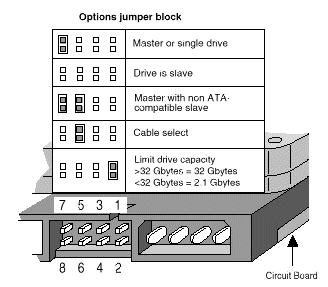 Options jumper block
Master or single drive
Drive is slave
Master with non ATA-
compatible slave
Cable select
Limit drive capacity
>32 Gbytes = 32 Gbytes
<32 Gbytes = 2 1 Gbytes
7 5 3 1
8 6 4 2
Circuit Board